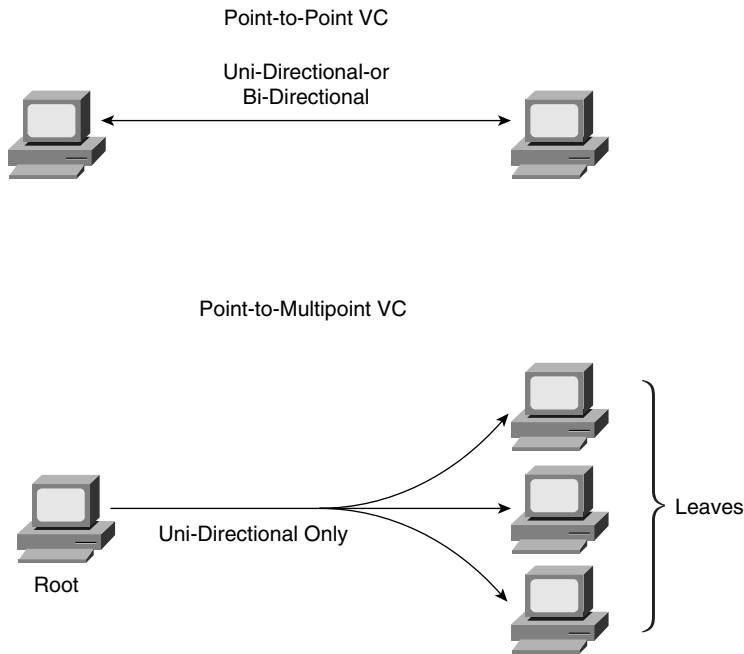 Point-to-Point VC
Uni-Directional-or
Bi-Directional
Point-to-Multipoint VC
Leaves
Uni-Directional Only
Root